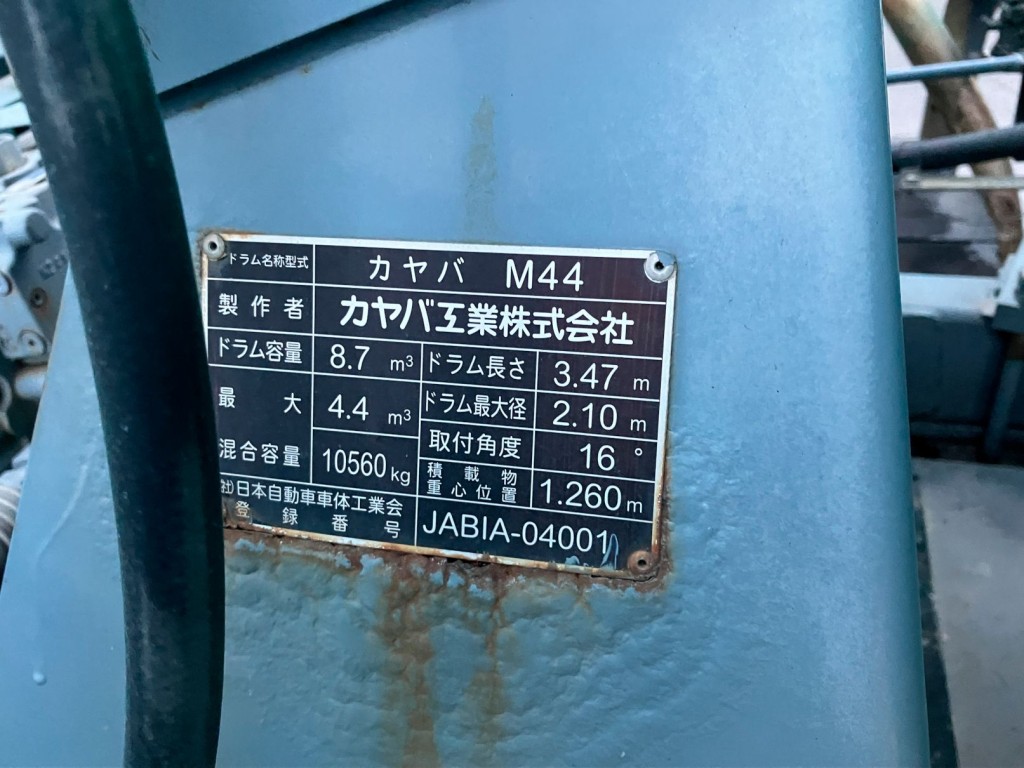 ドラム名称型式 カヤバ M44
製作者 カヤバ工業株式会社
ドラム容量 8.7 m³ ドラム長さ 3.47 m
最大 4.4 m³ ドラム最大径 2.10 m
取付角度 16 °
混合容量 10560kg 積載物重心位置 1.260m
社)日本自動車車体工業会
登録番号 JABIA-04001